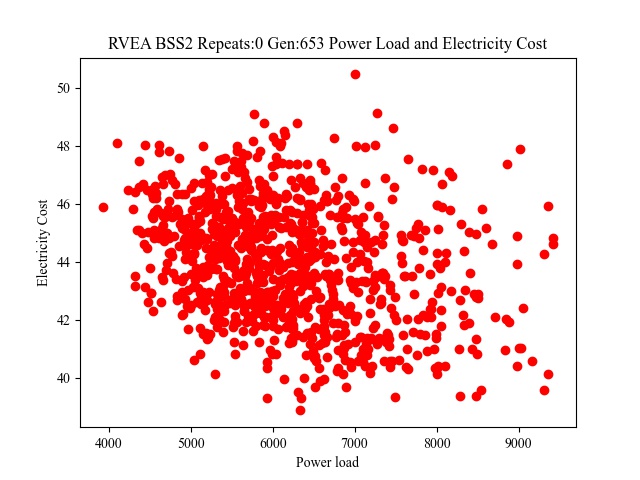 RVEA BSS2 Repeats:0 Gen:653 Power Load and Electricity Cost
Electricity Cost
50
48
46
44
42
40
4000 5000 6000 7000 8000 9000
Power load